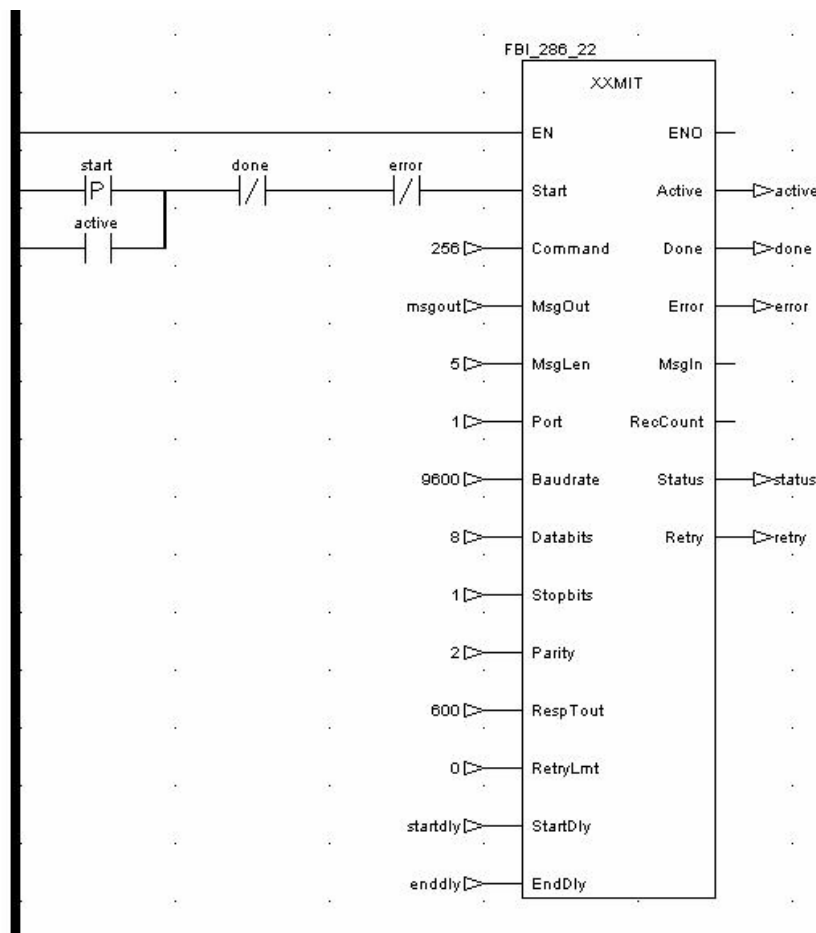 FBI_286_22
XXMIT
EN ENO
start done error
P / / Start Active active
active
256 Command Done done
msgout MsgOut Error error
5 MsgLen MsgIn
1 Port RecCount
9600 Baudrate Status status
8 Databits Retry retry
1 Stopbits
2 Parity
600 RespTout
0 RetryLmt
startdly StartDly
enddly EndDly